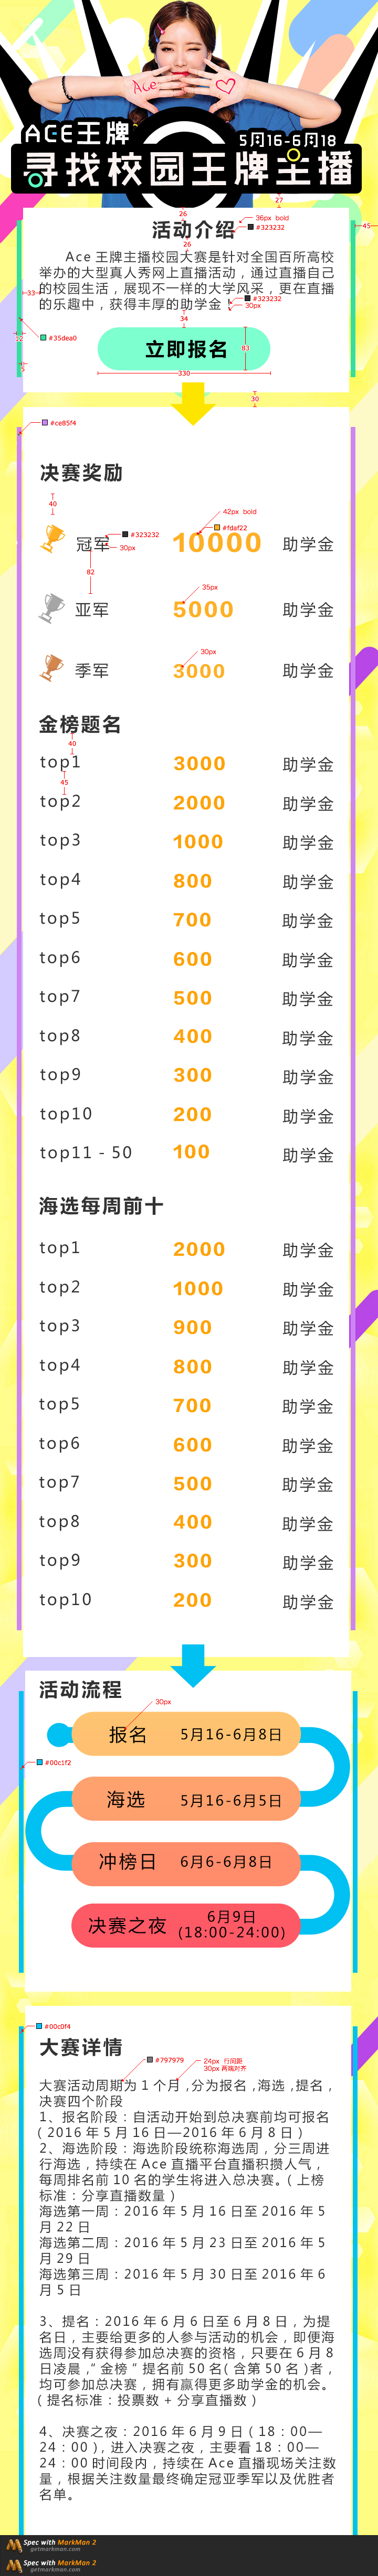 Ace
ACE王牌
5月16-6月18
寻找校园王牌主播
27
26
活动介绍
36px bold
#323232
45
26
Ace 王牌主播校园大赛是针对全国百所高校
举办的大型真人秀网上直播活动，通过直播自己
的校园生活，展现不一样的大学风采，更在直播
的乐趣中，获得丰厚的助学金！
33
#323232
30px
34
12
#35dea0
立即报名
83
330
30
#ce85f4
决赛奖励
40
42px bold
#fdaf22
冠军
#323232
30px
10000
助学金
82
35px
亚军
5000
助学金
30px
季军
3000
助学金
金榜题名
40
top1
3000
助学金
45
top2
2000
助学金
top3
1000
助学金
top4
800
助学金
top5
700
助学金
top6
600
助学金
top7
500
助学金
top8
400
助学金
top9
300
助学金
top10
200
助学金
top11 - 50
100
助学金
海选每周前十
top1
2000
助学金
top2
1000
助学金
top3
900
助学金
top4
800
助学金
top5
700
助学金
top6
600
助学金
top7
500
助学金
top8
400
助学金
top9
300
助学金
top10
200
助学金
活动流程
30px
报名 5月16-6月8日
#00c1f2
海选 5月16-6月5日
冲榜日 6月6-6月8日
决赛之夜 6月9日
(18:00-24:00)
#00c0f4
大赛详情
#797979
24px 行间距
30px 两端对齐
大赛活动周期为 1 个月 ,分为报名 ,海选 ,提名 ,
决赛四个阶段
1、报名阶段：自活动开始到总决赛前均可报名
( 2016 年 5 月 16 日—2016 年 6 月 8 日 )
2、海选阶段：海选阶段统称海选周，分三周进
行海选，持续在 Ace 直播平台直播积攒人气，
每周排名前 10 名的学生将进入总决赛。( 上榜
标准：分享直播数量 )
海选第一周：2016 年 5 月 16 日至 2016 年 5
月 22 日
海选第二周：2016 年 5 月 23 日至 2016 年 5
月 29 日
海选第三周：2016 年 5 月 30 日至 2016 年 6
月 5 日
3、提名：2016 年 6 月 6 日至 6 月 8 日，为提
名日，主要给更多的人参与活动的机会，即便海
选周没有获得参加总决赛的资格，只要在 6 月 8
日凌晨 ,“ 金榜 ” 提名前 50 名( 含第 50 名 )者，
均可参加总决赛，拥有赢得更多助学金的机会。
( 提名标准：投票数 + 分享直播数 )
4、决赛之夜：2016 年 6 月 9 日 ( 18：00—
24：00 ), 进入决赛之夜，主要看 18：00—
24：00 时间段内，持续在 Ace 直播现场关注数
量，根据关注数量最终确定冠亚季军以及优胜者
名单。
Spec with MarkMan 2
getmarkman.com
Spec with MarkMan 2
getmarkman.com